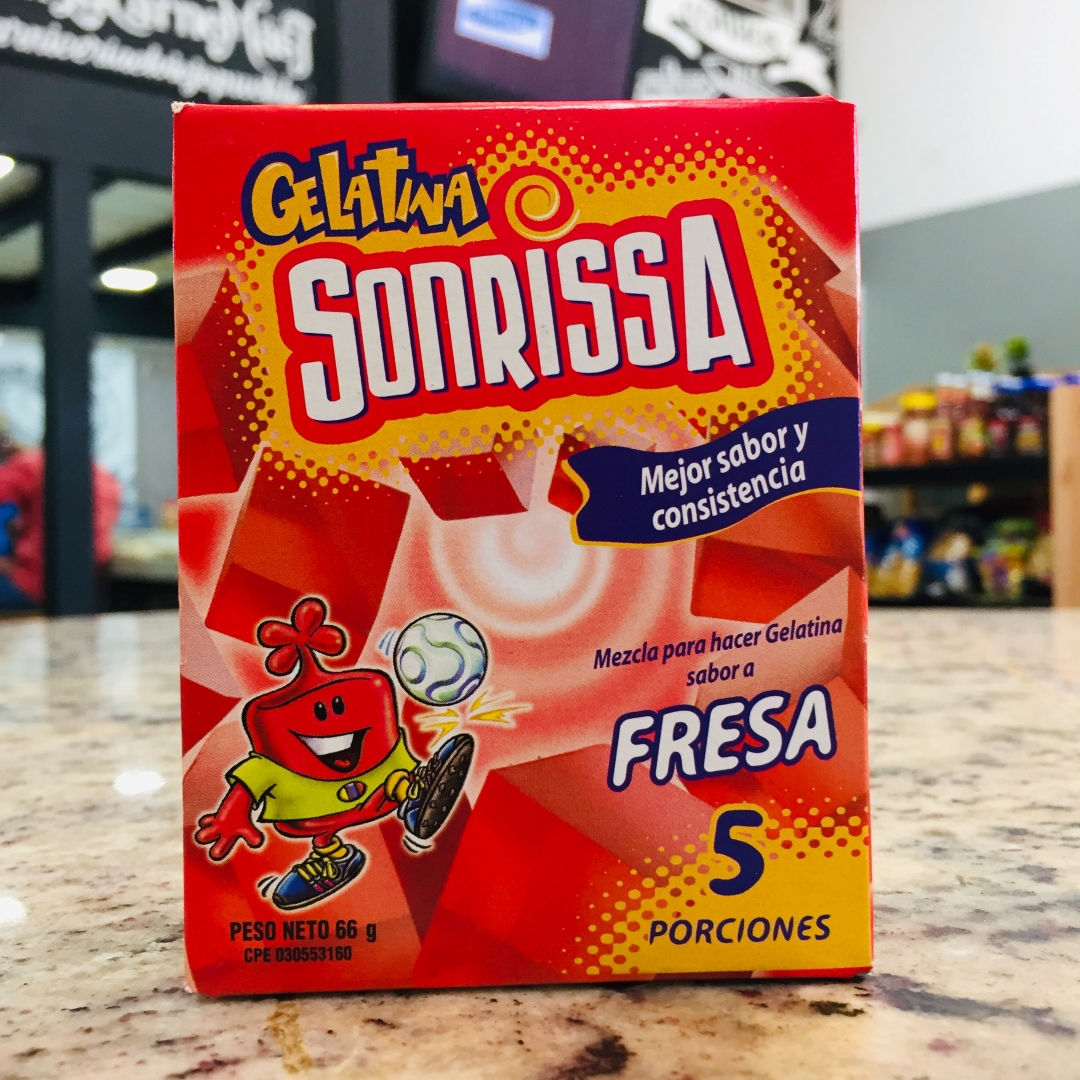 GELATINA
SONRISSA
Mejor sabor y
consistencia
Mezcla para hacer Gelatina
sabor a
FRESA
5
PORCIONES
PESO NETO 66 g
CPE 030553160